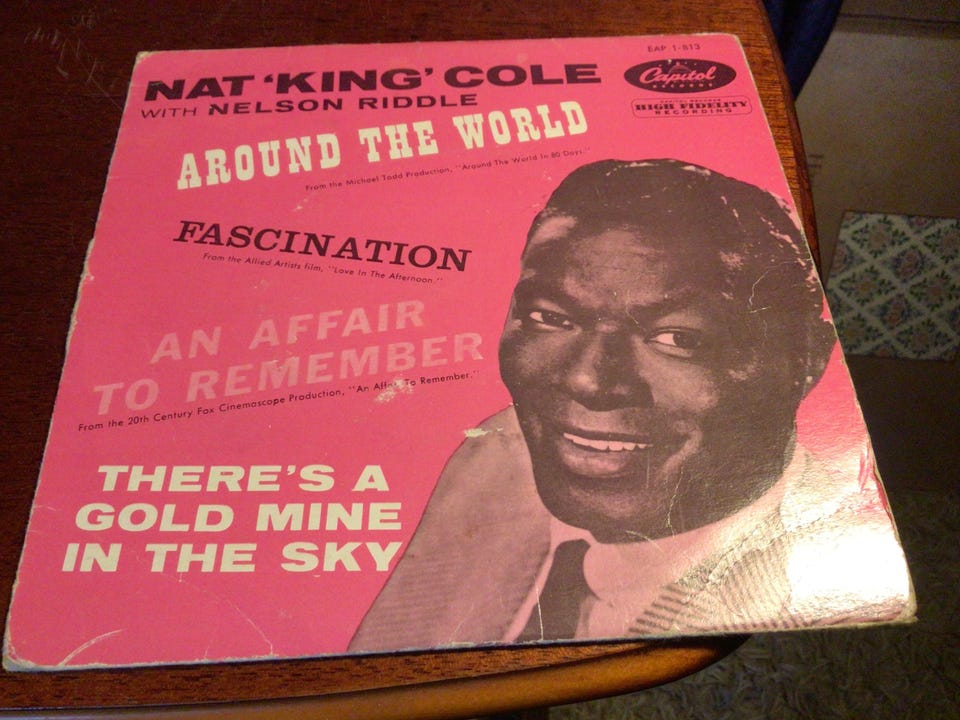 EAP 1-813
NAT 'KING' COLE
WITH NELSON RIDDLE
Capitol
RECORDS
CAPITOL RECORDS
HIGH FIDELITY
RECORDING
AROUND THE WORLD
From the Michael Todd Production, "Around The World In 80 Days."
FASCINATION
From the Allied Artists film, "Love In The Afternoon."
AN AFFAIR
TO REMEMBER
From the 20th Century Fox Cinemascope Production, "An Affair To Remember."
THERE'S A
GOLD MINE
IN THE SKY